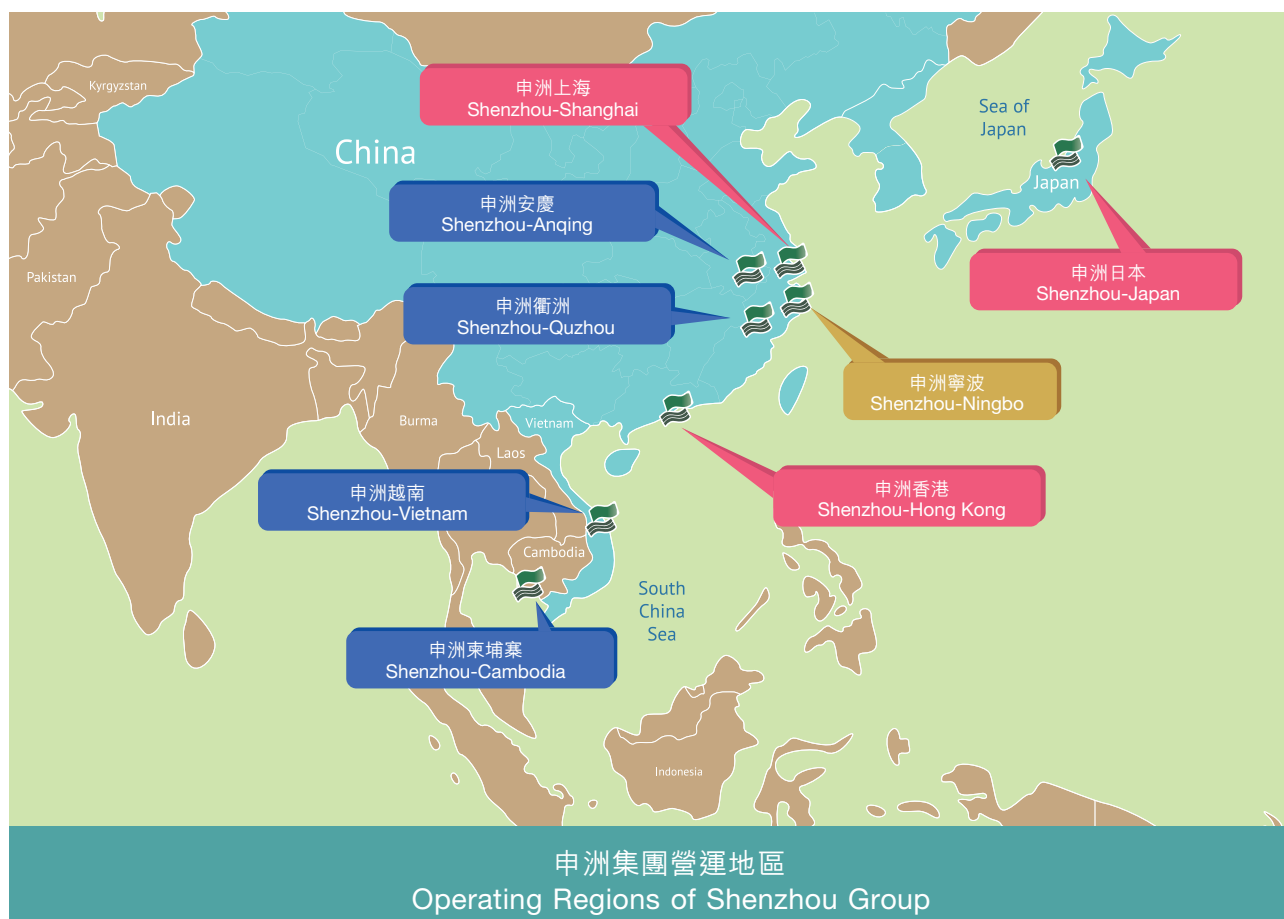 Kyrgyzstan
申洲上海
Shenzhou-Shanghai
Sea of
Japan
China
Japan
申洲安慶
Shenzhou-Anqing
Pakistan
申洲日本
Shenzhou-Japan
申洲衢洲
Shenzhou-Quzhou
申洲寧波
Shenzhou-Ningbo
India
Burma
Vietnam
Laos
申洲越南
Shenzhou-Vietnam
申洲香港
Shenzhou-Hong Kong
Cambodia
South
China
Sea
申洲柬埔寨
Shenzhou-Cambodia
Indonesia
申洲集團營運地區
Operating Regions of Shenzhou Group